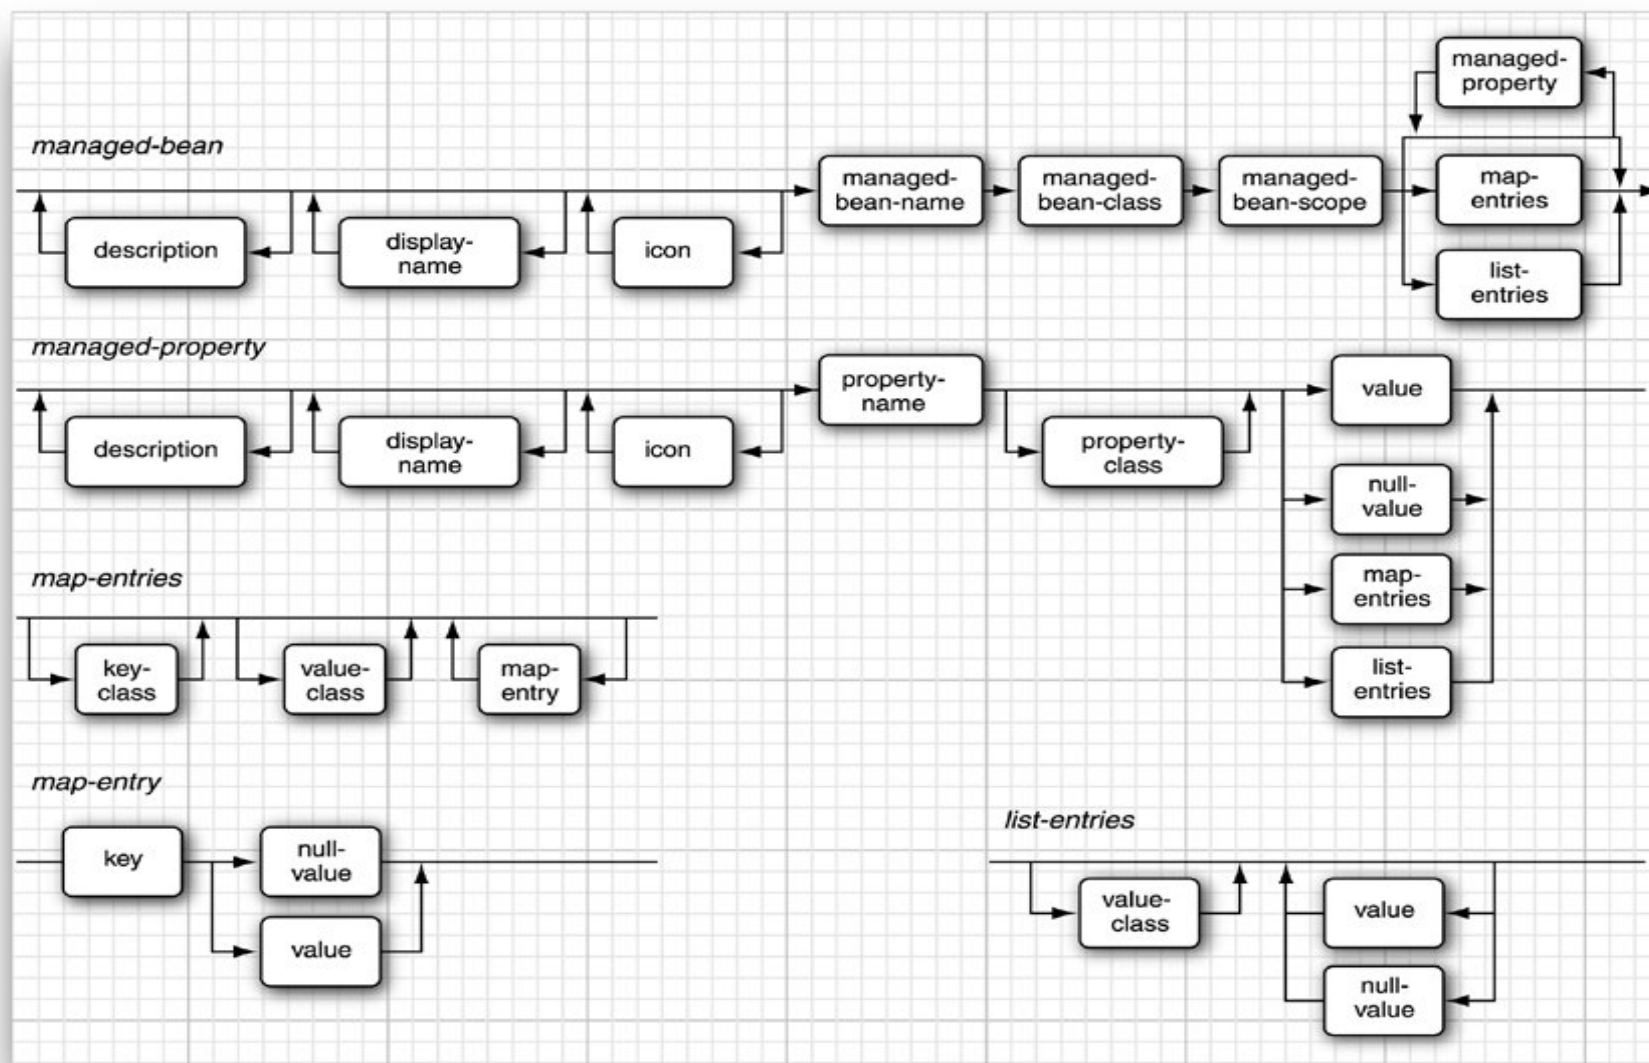 managed-
property
managed-bean
managed-
bean-name
managed-
bean-class
managed-
bean-scope
map-
entries
description
display-
name
icon
list-
entries
managed-property
property-
name
value
description
display-
name
icon
property-
class
null-
value
map-entries
map-
entries
key-
class
value-
class
map-
entry
list-
entries
map-entry
list-entries
key
null-
value
value-
class
value
value
null-
value